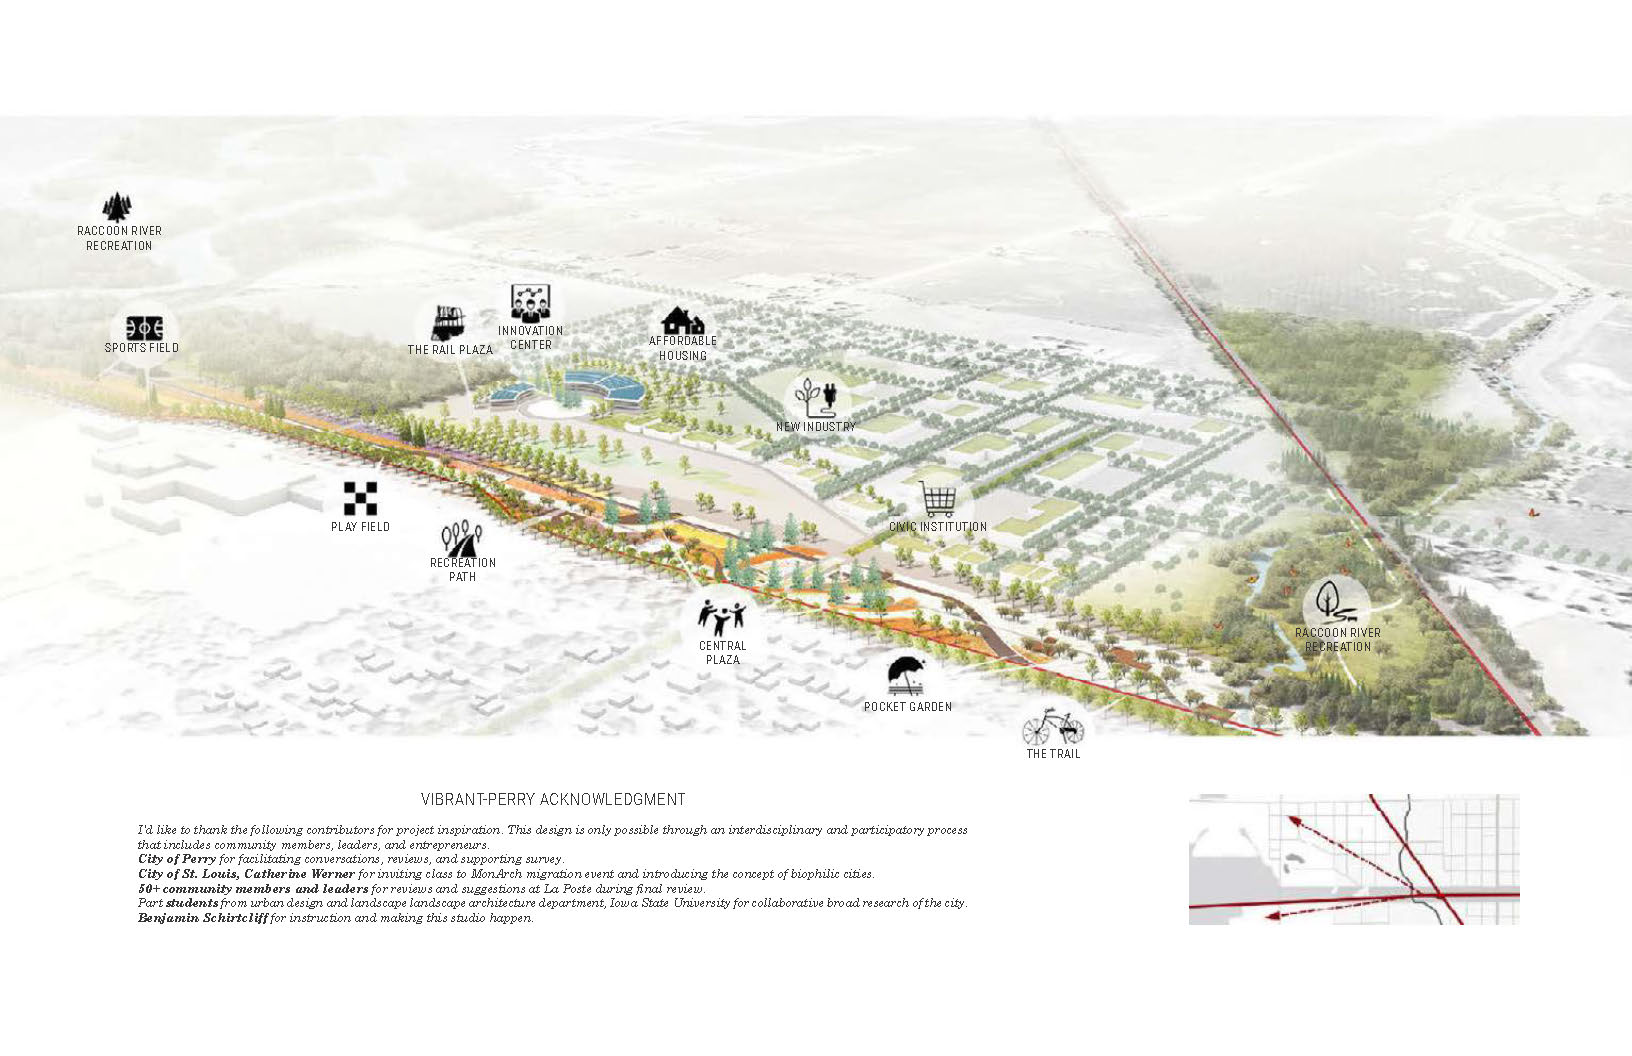 RACCOON RIVER
RECREATION
SPORTS FIELD
THE RAIL PLAZA
INNOVATION
CENTER
AFFORDABLE
HOUSING
NEW INDUSTRY
PLAY FIELD
RECREATION
PATH
CIVIC INSTITUTION
CENTRAL
PLAZA
RACCOON RIVER
RECREATION
POCKET GARDEN
THE TRAIL
VIBRANT-PERRY ACKNOWLEDGMENT
I'd like to thank the following contributors for project inspiration. This design is only possible through an interdisciplinary and participatory process
that includes community members, leaders, and entrepreneurs.
City of Perry for facilitating conversations, reviews, and supporting survey.
City of St. Louis, Catherine Werner for inviting class to MonArch migration event and introducing the concept of biophilic cities.
50+ community members and leaders for reviews and suggestions at La Poste during final review.
Part students from urban design and landscape landscape architecture department, Iowa State University for collaborative broad research of the city.
Benjamin Schirtcliff for instruction and making this studio happen.